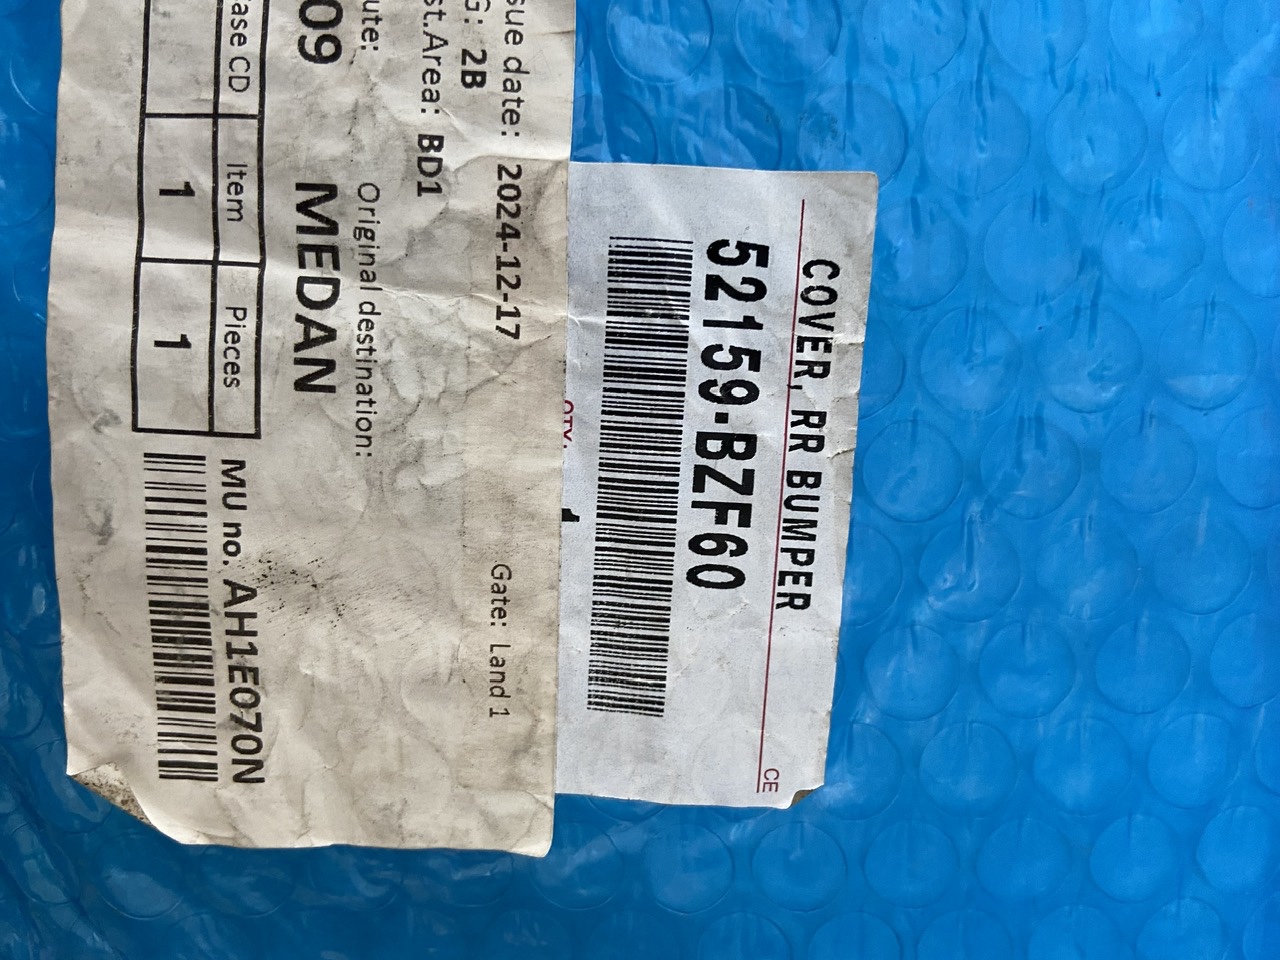 COVER, RR BUMPER
52159-BZF60
CE
QTY.
sue date: 2024-12-17
Gate: Land 1
G: 2B
st.Area: BD1
ute:
Original destination:
09 MEDAN
ase CD Item Pieces
1 1
MU no. AH1E070N